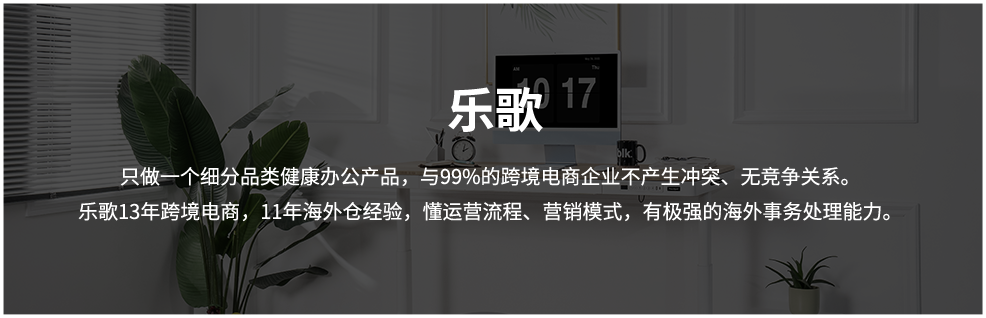 乐歌
10 17
只做一个细分品类健康办公产品，与99%的跨境电商企业不产生冲突、无竞争关系。
乐歌13年跨境电商，11年海外仓经验，懂运营流程、营销模式，有极强的海外事务处理能力。